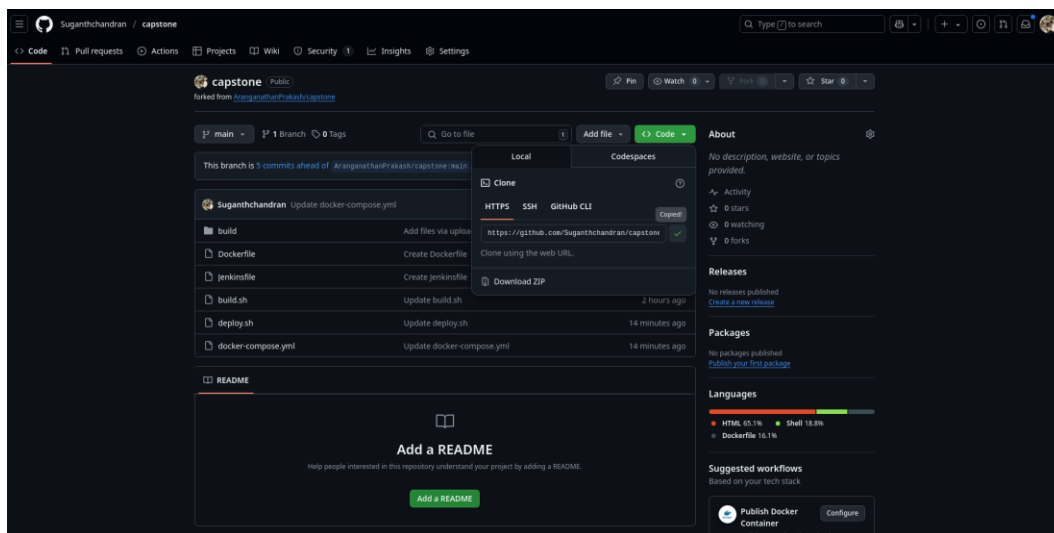 Suganthchandran / capstone
Type / to search
Code Pull requests Actions Projects Wiki Security 1 Insights Settings
capstone Public
Pin Watch 0 Fork Star 0
forked from AranganathanPrakash/capstone
main 1 Branch 0 Tags Go to file t Add file Code
This branch is 5 commits ahead of AranganathanPrakash/capstone:main
Local Codespaces
Clone
HTTPS SSH GitHub CLI
Copied!
https://github.com/Suganthchandran/capstone
Clone using the web URL.
Download ZIP
Suganthchandran Update docker-compose.yml
build Add files via uploa
Dockerfile Create Dockerfile
Jenkinsfile Create Jenkinsfile
build.sh Update build.sh 2 hours ago
deploy.sh Update deploy.sh 14 minutes ago
docker-compose.yml Update docker-compose.yml 14 minutes ago
README
Add a README
Help people interested in this repository understand your project by adding a README.
Add a README
About
No description, website, or topics
provided.
Activity
0 stars
0 watching
0 forks
Releases
No releases published
Create a new release
Packages
No packages published
Publish your first package
Languages
HTML 65.1% Shell 18.8%
Dockerfile 16.1%
Suggested workflows
Based on your tech stack
Publish Docker
Container
Configure